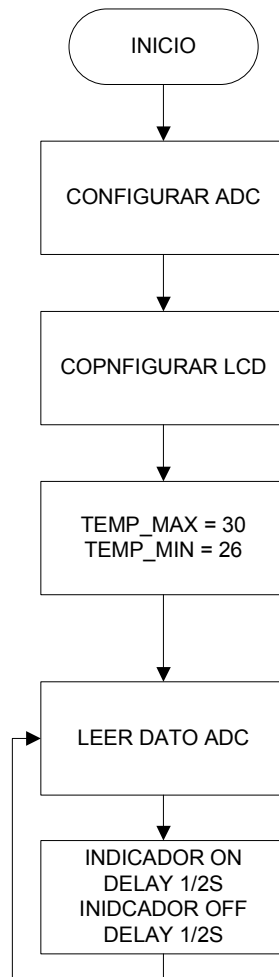 INICIO
CONFIGURAR ADC
COPNFIGURAR LCD
TEMP_MAX = 30
TEMP_MIN = 26
LEER DATO ADC
INDICADOR ON
DELAY 1/2S
INIDCADOR OFF
DELAY 1/2S